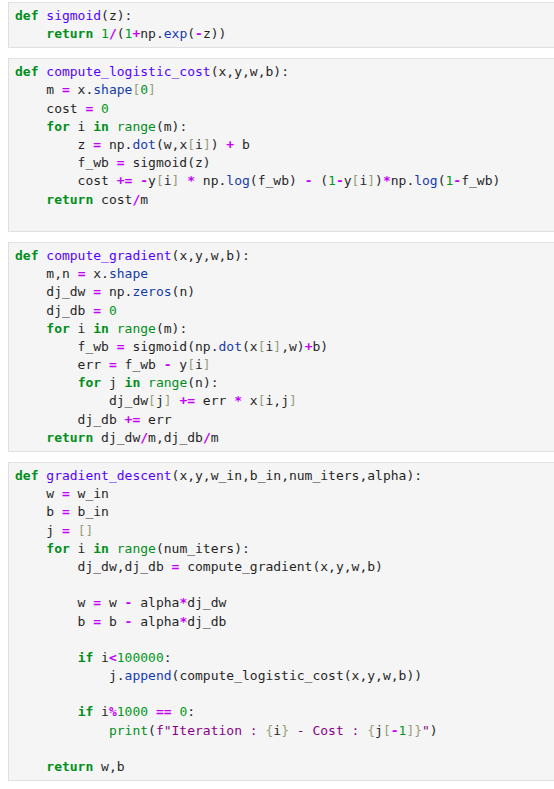 def sigmoid(z):
    return 1/(1+np.exp(-z))
def compute_logistic_cost(x,y,w,b):
    m = x.shape[0]
    cost = 0
    for i in range(m):
        z = np.dot(w,x[i]) + b
        f_wb = sigmoid(z)
        cost += -y[i] * np.log(f_wb) - (1-y[i])*np.log(1-f_wb)
    return cost/m
def compute_gradient(x,y,w,b):
    m,n = x.shape
    dj_dw = np.zeros(n)
    dj_db = 0
    for i in range(m):
        f_wb = sigmoid(np.dot(x[i],w)+b)
        err = f_wb - y[i]
        for j in range(n):
            dj_dw[j] += err * x[i,j]
        dj_db += err
    return dj_dw/m,dj_db/m
def gradient_descent(x,y,w_in,b_in,num_iters,alpha):
    w = w_in
    b = b_in
    j = []
    for i in range(num_iters):
        dj_dw,dj_db = compute_gradient(x,y,w,b)
        w = w - alpha*dj_dw
        b = b - alpha*dj_db
        if i<100000:
            j.append(compute_logistic_cost(x,y,w,b))
        if i%1000 == 0:
            print(f"Iteration : {i} - Cost : {j[-1]}")
    return w,b